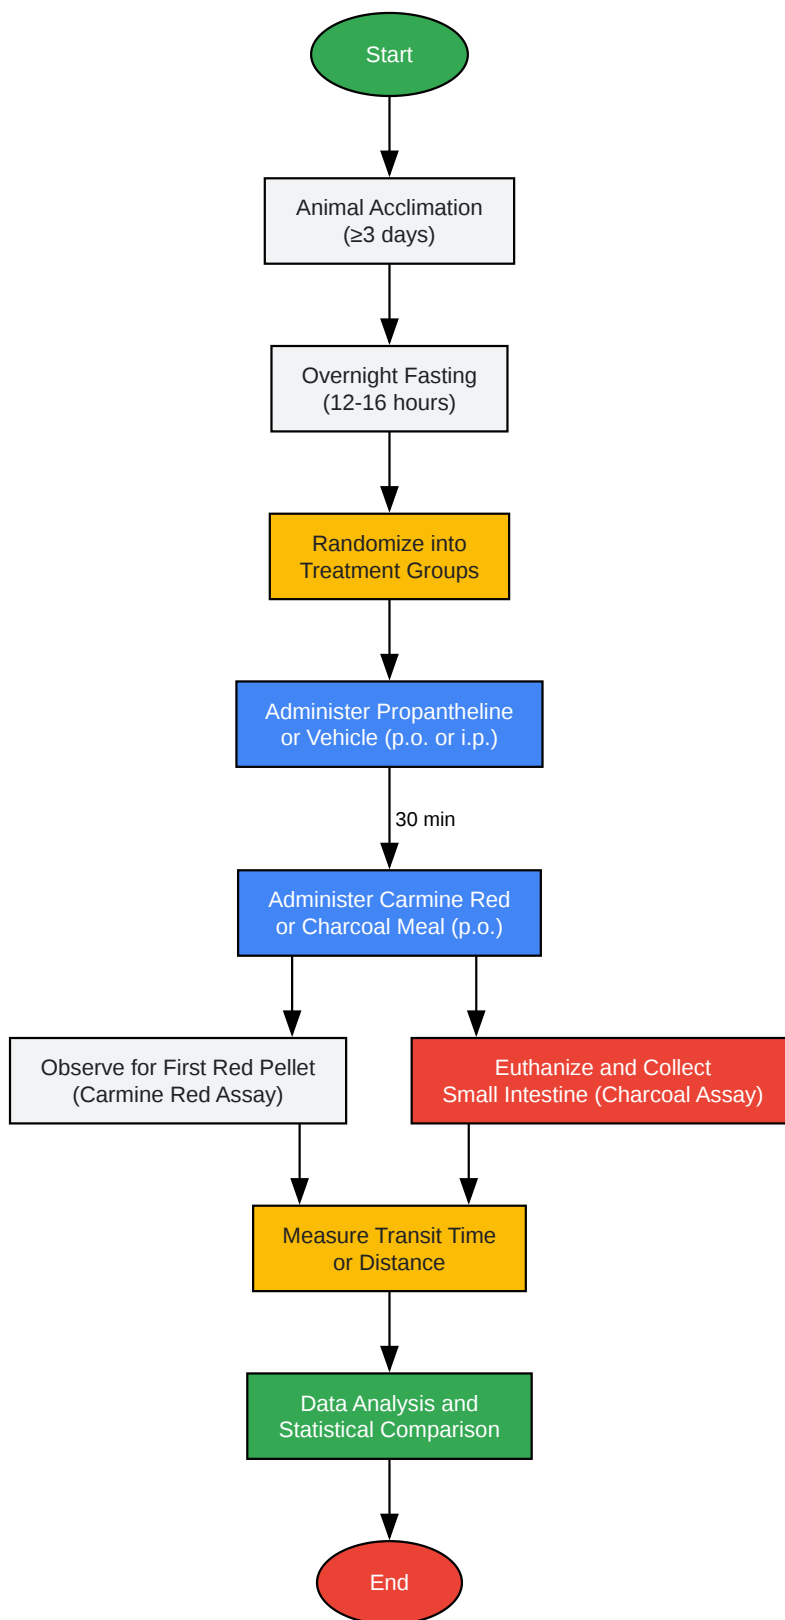 Start
Animal Acclimation
(≥3 days)
Overnight Fasting
(12-16 hours)
Randomize into
Treatment Groups
Administer Propantheline
or Vehicle (p.o. or i.p.)
30 min
Administer Carmine Red
or Charcoal Meal (p.o.)
Observe for First Red Pellet
(Carmine Red Assay)
Euthanize and Collect
Small Intestine (Charcoal Assay)
Measure Transit Time
or Distance
Data Analysis and
Statistical Comparison
End